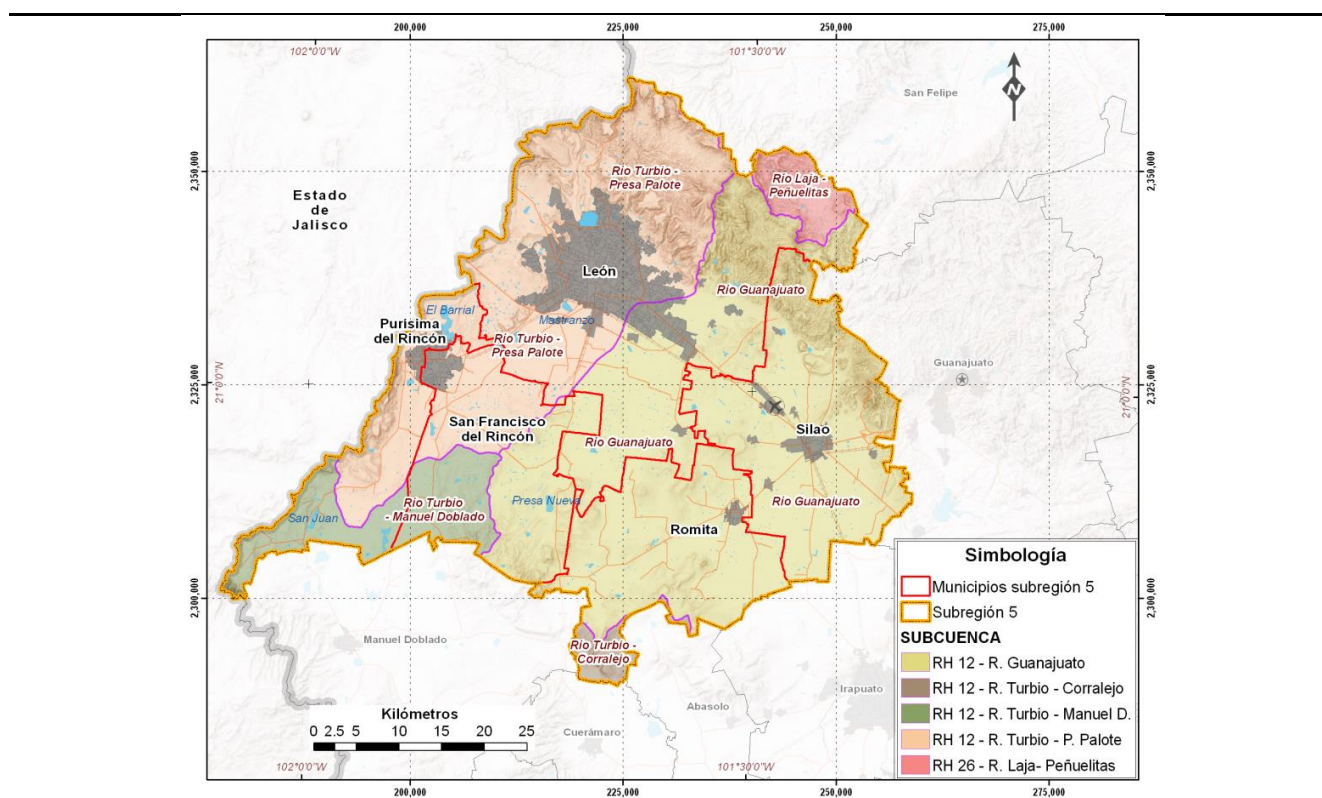 200,000
225,000
250,000
275,000
102°0'0"W
101°30'0"W
San Felipe
N
2,350,000
2,350,000
Estado
de
Jalisco
Rio Turbio -
Presa Palote
Rio Laja -
Peñuelitas
León
Rio Guanajuato
El Barrial
Mastranzo
Purisima
del Rincón
Rio Turbio -
Presa Palote
Guanajuato
2,325,000
2,325,000
21°0'0"N
21°0'0"N
San Francisco
del Rincón
Silaó
Rio Guanajuato
Rio Turbio
- Manuel Doblado
Presa Nueva
Rio Guanajuato
San Juan
Romita
2,300,000
2,300,000
Manuel Doblado
Rio Turbio -
Corralejo
Irapuato
Abasolo
Cuerámaro
Kilómetros
0 2.5 5 10 15 20 25
Simbología
Municipios subregión 5
Subregión 5
SUBCUENCA
RH 12 - R. Guanajuato
RH 12 - R. Turbio - Corralejo
RH 12 - R. Turbio - Manuel D.
RH 12 - R. Turbio - P. Palote
RH 26 - R. Laja- Peñuelitas
102°0'0"W
101°30'0"W
200,000
225,000
250,000
275,000